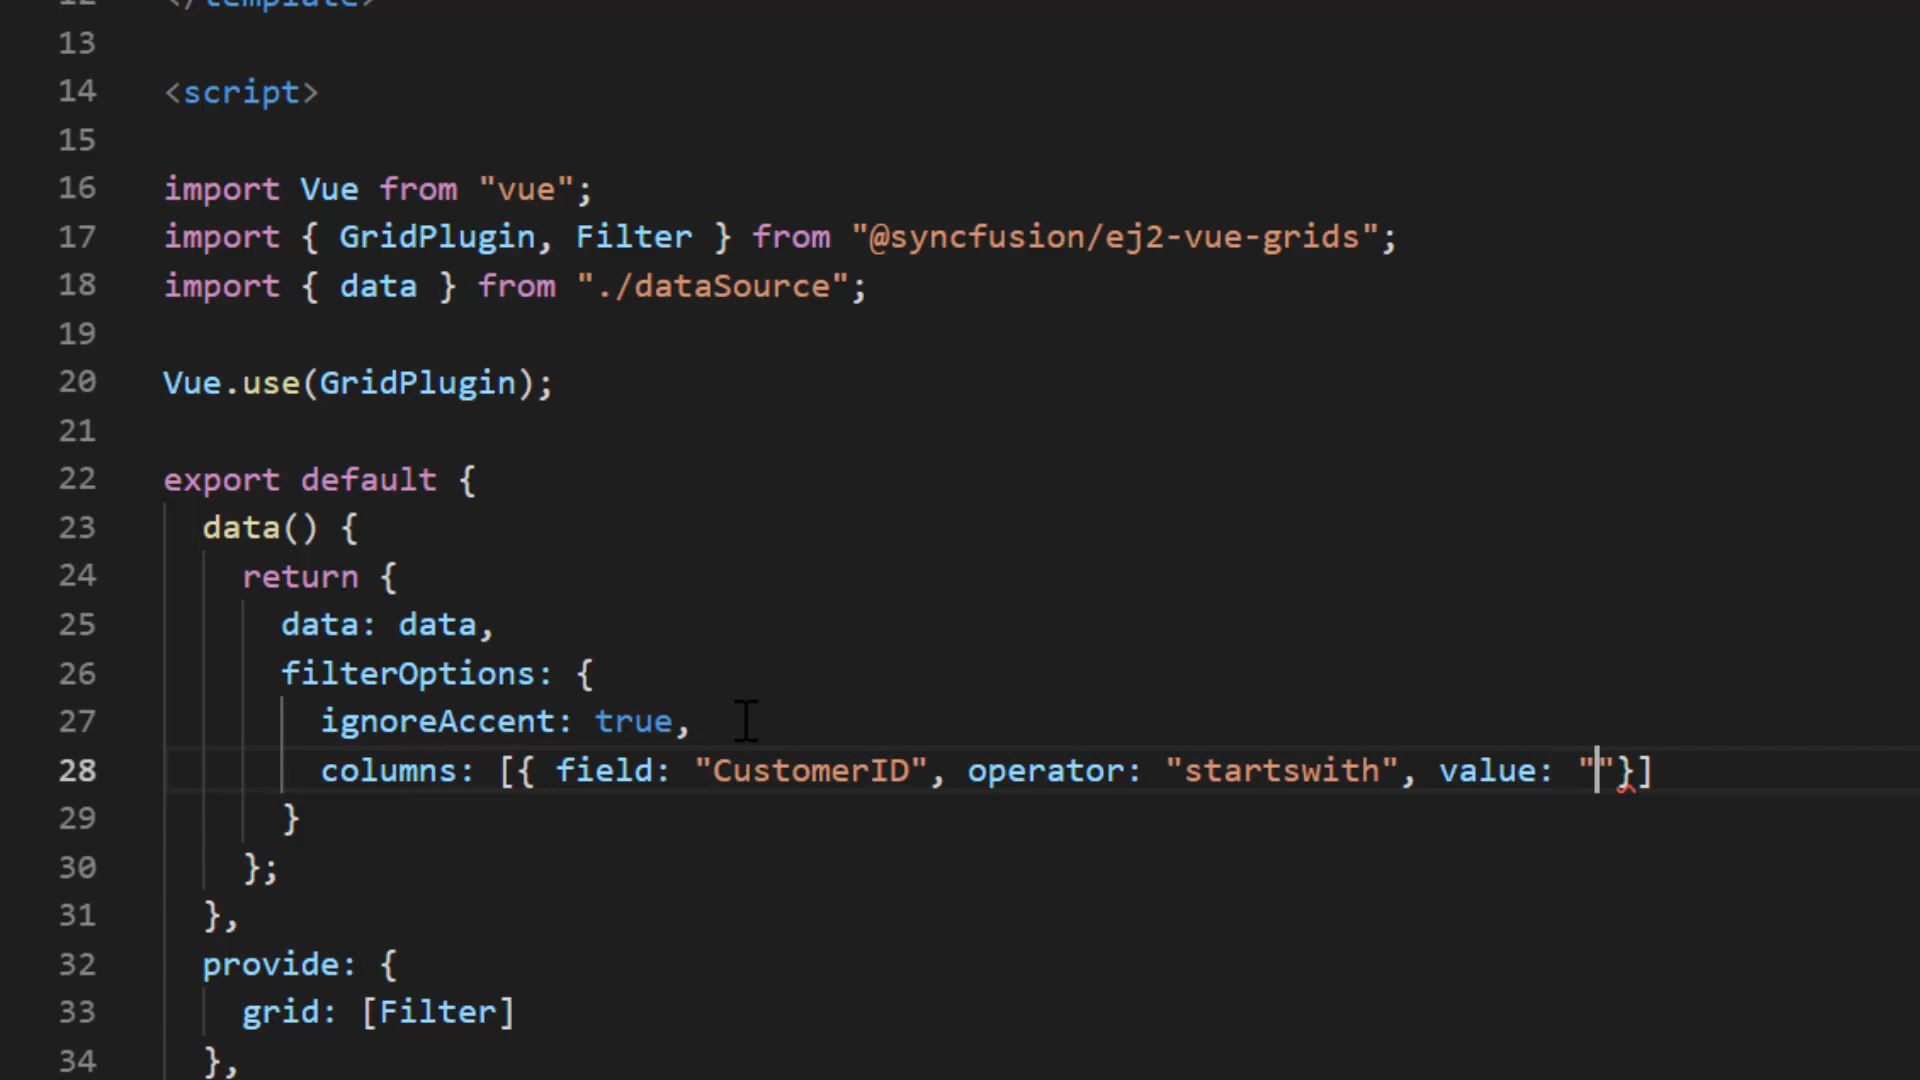 12 </template>
13
14 <script>
15
16 import Vue from "vue";
17 import { GridPlugin, Filter } from "@syncfusion/ej2-vue-grids";
18 import { data } from "./dataSource";
19
20 Vue.use(GridPlugin);
21
22 export default {
23 data() {
24 return {
25 data: data,
26 filterOptions: {
27 ignoreAccent: true,
28 columns: [{ field: "CustomerID", operator: "startswith", value: ""}]
29 }
30 };
31 },
32 provide: {
33 grid: [Filter]
34 },